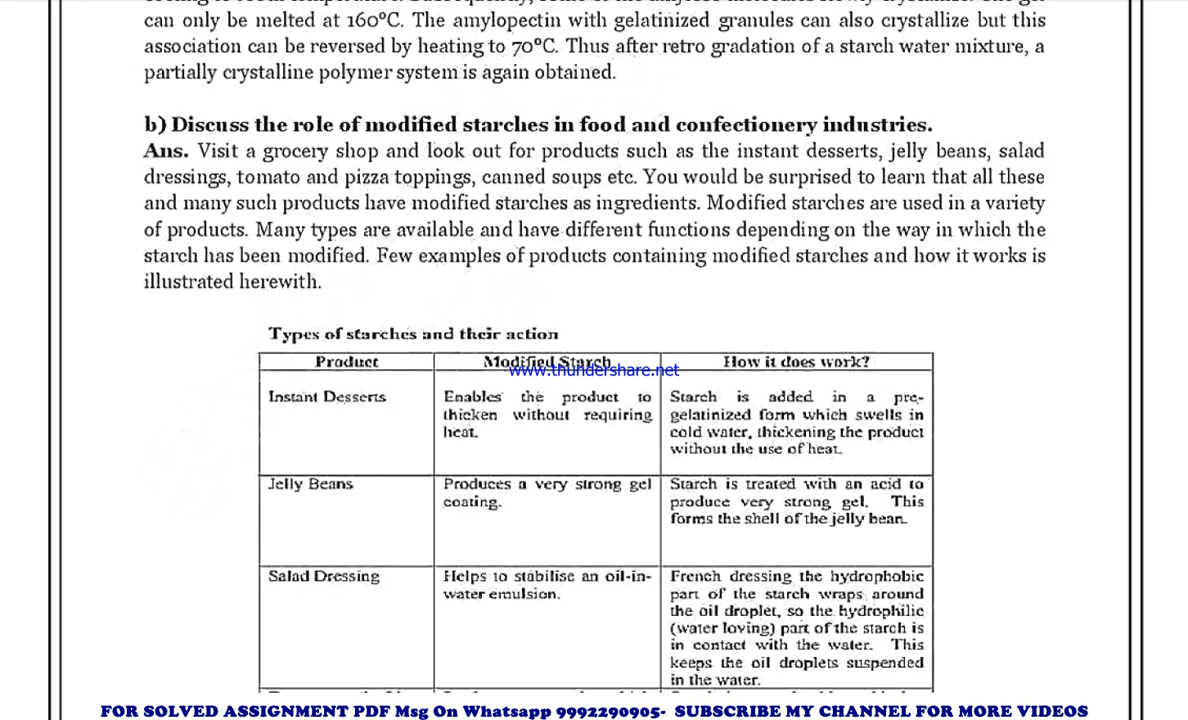 can only be melted at 160°C. The amylopectin with gelatinized granules can also crystallize but this
association can be reversed by heating to 70°C. Thus after retro gradation of a starch water mixture, a
partially crystalline polymer system is again obtained.
b) Discuss the role of modified starches in food and confectionery industries.
Ans. Visit a grocery shop and look out for products such as the instant desserts, jelly beans, salad
dressings, tomato and pizza toppings, canned soups etc. You would be surprised to learn that all these
and many such products have modified starches as ingredients. Modified starches are used in a variety
of products. Many types are available and have different functions depending on the way in which the
starch has been modified. Few examples of products containing modified starches and how it works is
illustrated herewith.
Types of starches and their action
Product
Modified Starch
How it does work?
www.thundershare.net
Instant Desserts
Enables the product to
thicken without requiring
heat.
Starch is added in a pre-
gelatinized form which swells in
cold water, thickening the product
without the use of heat.
Jelly Beans
Produces a very strong gel
coating.
Starch is treated with an acid to
produce very strong gel. This
forms the shell of the jelly bean.
Salad Dressing
Helps to stabilise an oil-in-
water emulsion.
French dressing the hydrophobic
part of the starch wraps around
the oil droplet, so the hydrophilic
(water loving) part of the starch is
in contact with the water. This
keeps the oil droplets suspended
in the water.
FOR SOLVED ASSIGNMENT PDF Msg On Whatsapp 9992290905- SUBSCRIBE MY CHANNEL FOR MORE VIDEOS